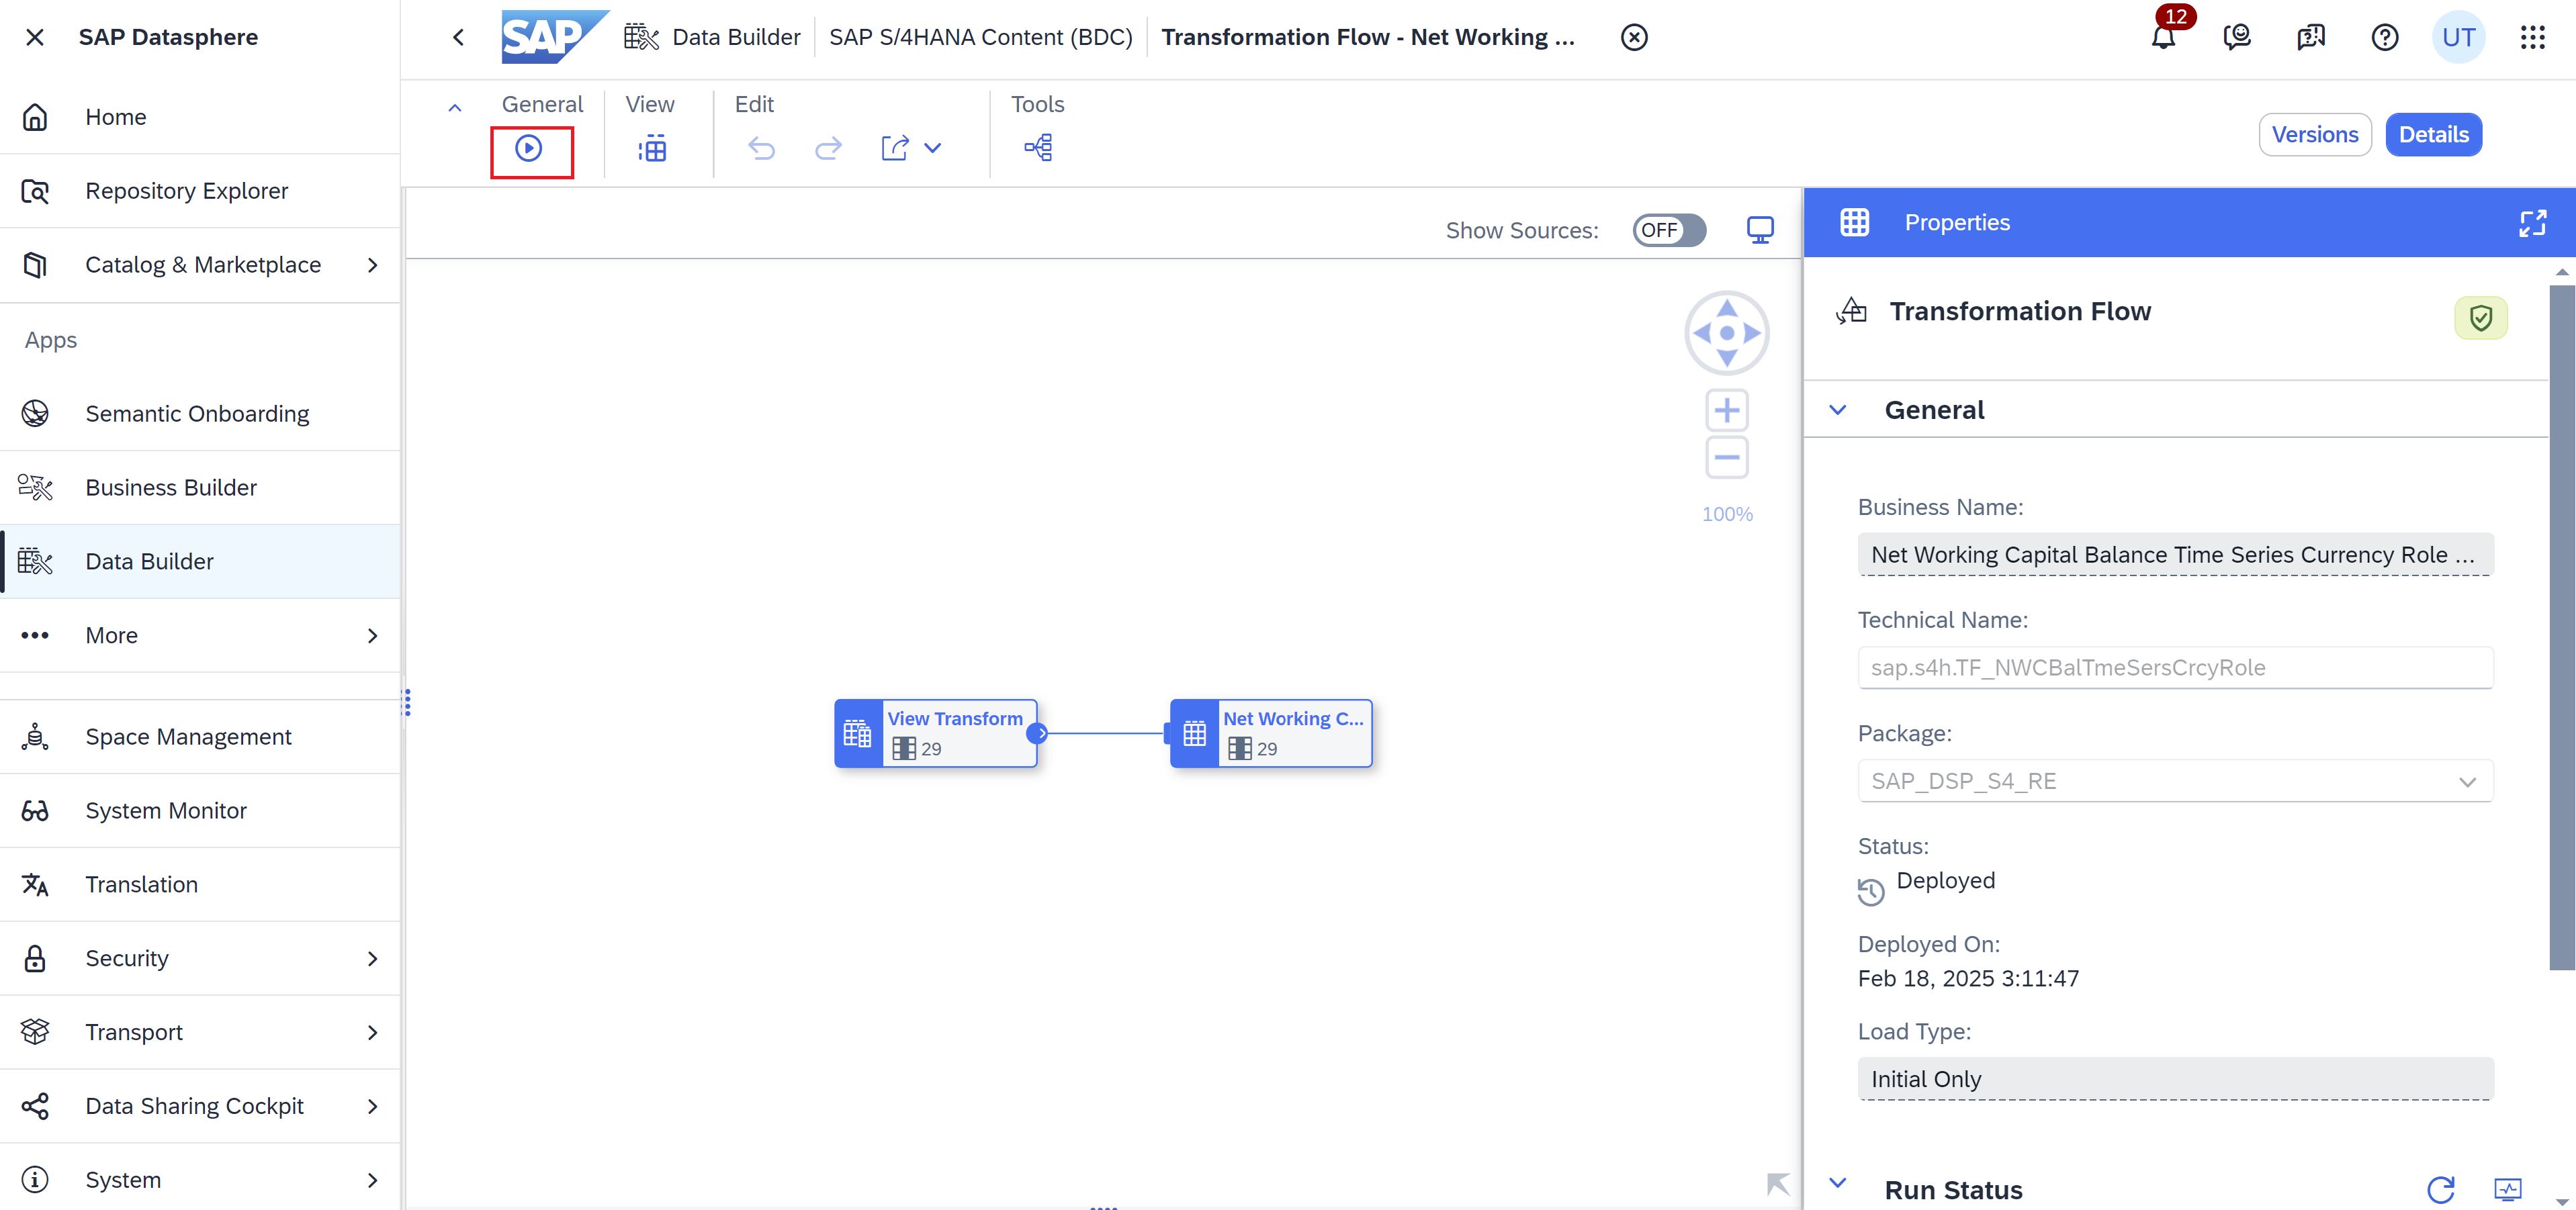 SAP Datasphere
Home
Repository Explorer
Catalog & Marketplace
Apps
Semantic Onboarding
Business Builder
Data Builder
More
Space Management
System Monitor
Translation
Security
Transport
Data Sharing Cockpit
System
SAP Data Builder SAP S/4HANA Content (BDC) Transformation Flow - Net Working ...
12
UT
General View Edit Tools
Versions Details
Show Sources: OFF
100%
View Transform
29
Net Working C...
29
Properties
Transformation Flow
General
Business Name:
Net Working Capital Balance Time Series Currency Role ...
Technical Name:
sap.s4h.TF_NWCBalTmeSersCrcyRole
Package:
SAP_DSP_S4_RE
Status:
Deployed
Deployed On:
Feb 18, 2025 3:11:47
Load Type:
Initial Only
Run Status